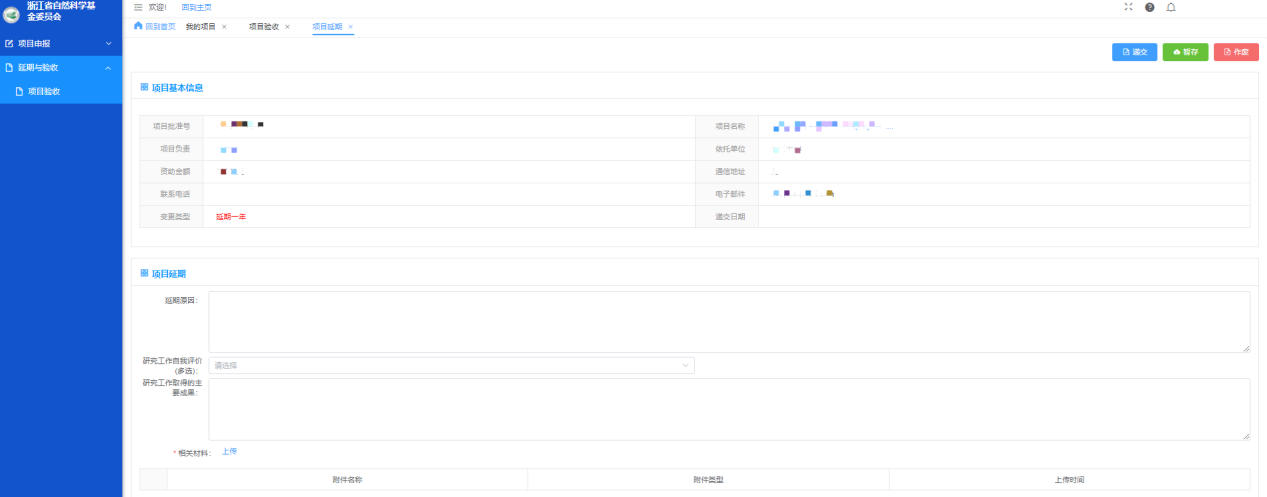 浙江省自然科学基
金委员会
欢迎! 回到主页
回到首页 我的项目 × 项目验收 × 项目延期 ×
项目申报
递交 暂存 作废
延期与验收
项目验收
项目基本信息
项目批准号 项目名称
项目负责 依托单位
资助金额 通信地址
联系电话 电子邮件
变更类型 延期一年 递交日期
项目延期
延期原因:
研究工作自我评价
(多选): 请选择
研究工作取得的主
要成果:
* 相关材料: 上传
附件名称 附件类型 上传时间